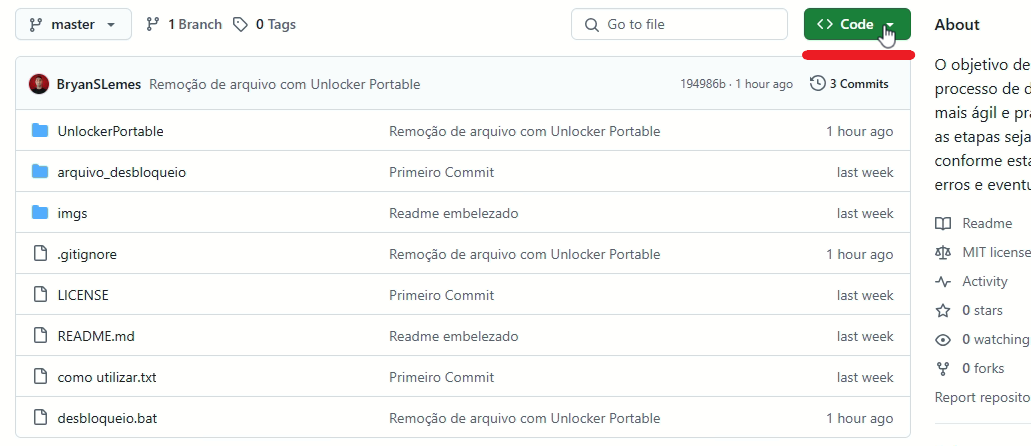 master 1 Branch 0 Tags Go to file Code
BryanSLemes Remoção de arquivo com Unlocker Portable 194986b · 1 hour ago 3 Commits
UnlockerPortable Remoção de arquivo com Unlocker Portable 1 hour ago
arquivo_desbloqueio Primeiro Commit last week
imgs Readme embelezado last week
.gitignore Remoção de arquivo com Unlocker Portable 1 hour ago
LICENSE Primeiro Commit last week
README.md Readme embelezado last week
como utilizar.txt Primeiro Commit last week
desbloqueio.bat Remoção de arquivo com Unlocker Portable 1 hour ago
About
O objetivo de
processo de
mais ágil e
as etapas
conforme
erros e
Readme
MIT license
Activity
0 stars
0 watching
0 forks
Report